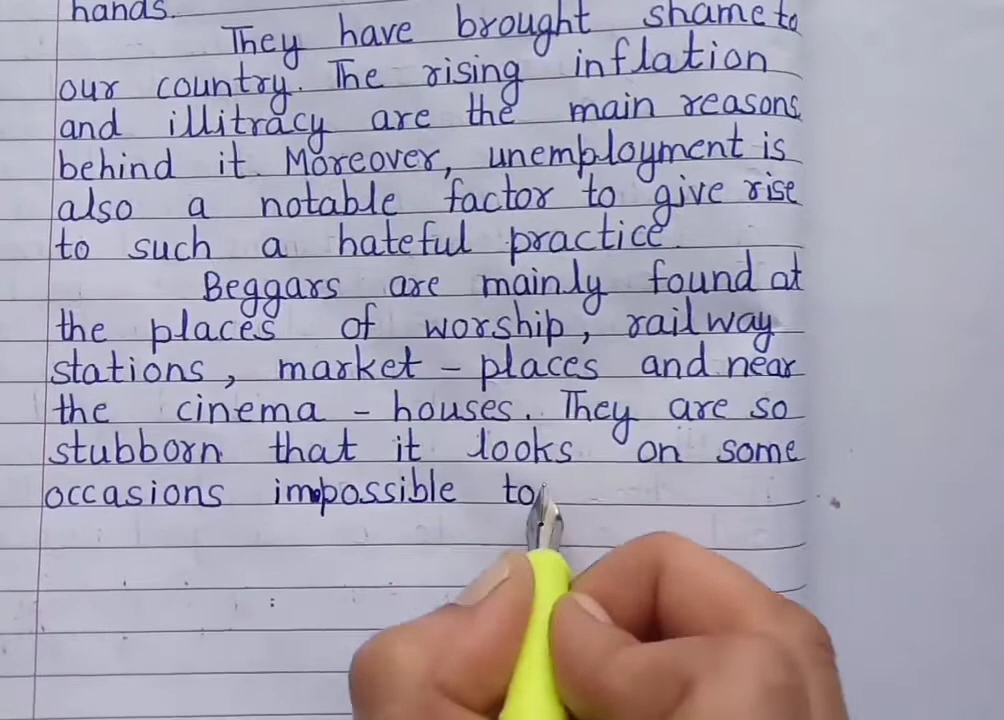 hands.
They have brought shame to
our country. The rising inflation
and illitracy are the main reasons
behind it. Moreover, unemployment is
also a notable factor to give rise
to such a hateful practice.
Beggars are mainly found at
the places of worship, railway
stations, market - places and near
the cinema - houses. They are so
stubborn that it looks on some
occasions impossible to